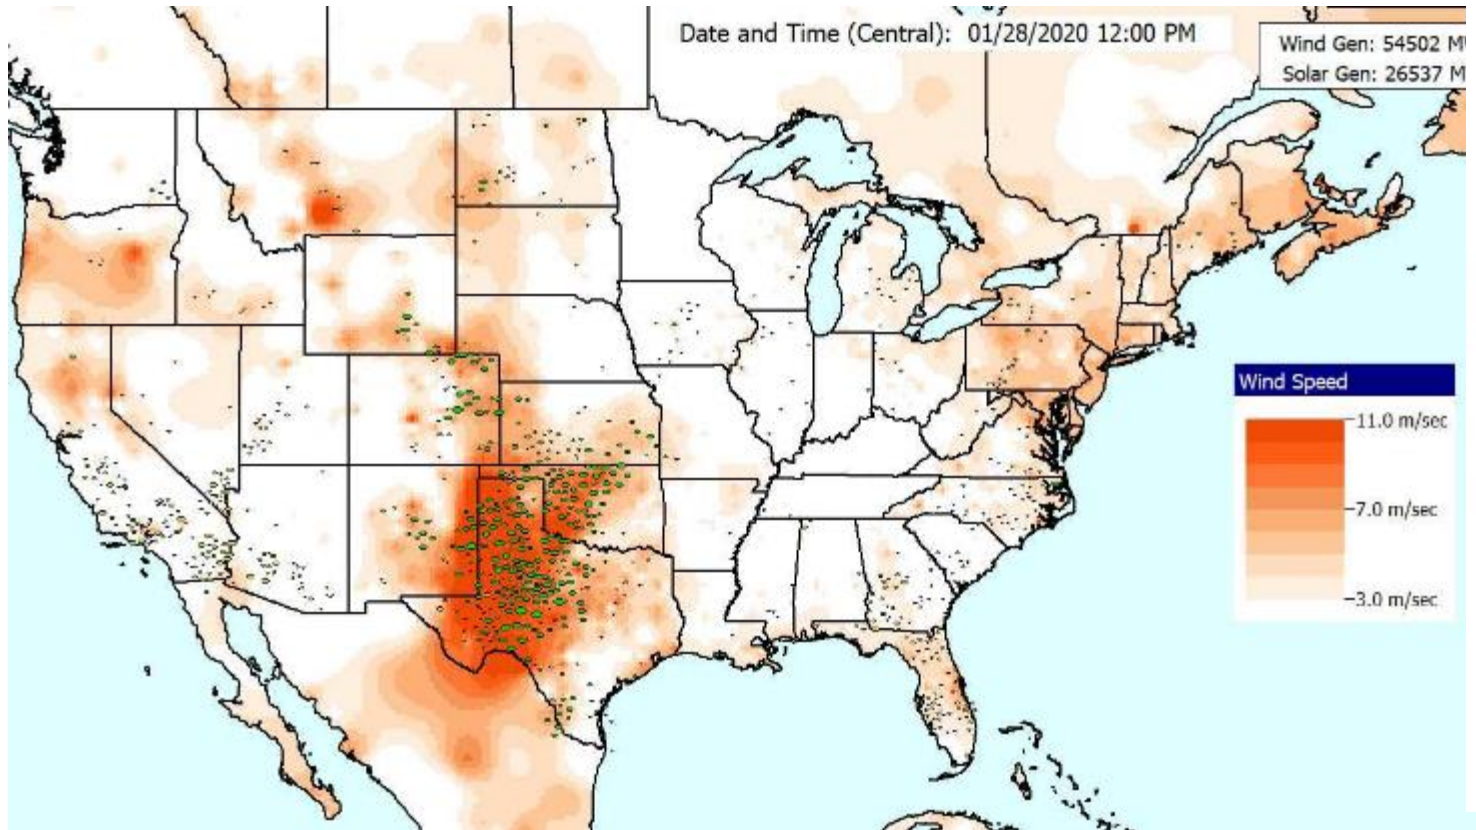 Date and Time (Central): 01/28/2020 12:00 PM
Wind Gen: 54502 M
Solar Gen: 26537 M
Wind Speed
11.0 m/sec
7.0 m/sec
3.0 m/sec